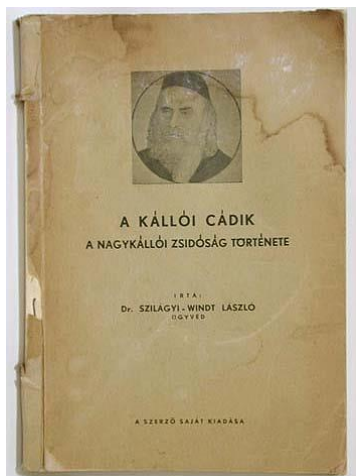 A KÁLLÓI CÁDIK
A NAGYKÁLLÓI ZSIDÓSÁG TÖRTÉNETE
IRTA:
Dr. SZILÁGYI-WINDT LÁSZLÓ
ÜGYVÉD
A SZERZŐ SAJÁT KIADÁSA